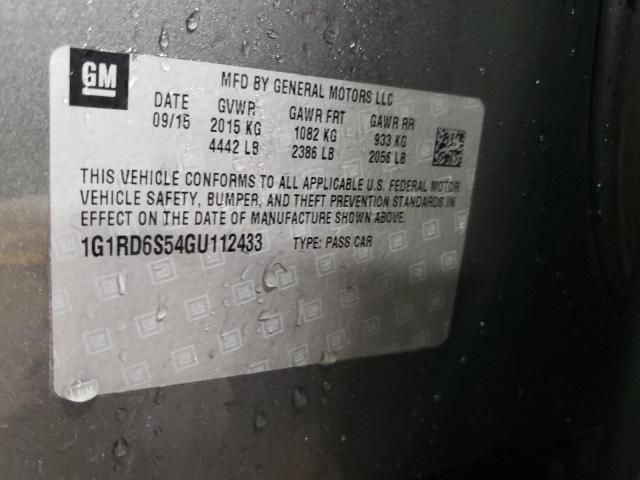 GM
MFD BY GENERAL MOTORS LLC
DATE GVWR GAWR FRT GAWR RR
09/15 2015 KG 1082 KG 933 KG
4442 LB 2386 LB 2056 LB
THIS VEHICLE CONFORMS TO ALL APPLICABLE U.S. FEDERAL MOTOR
VEHICLE SAFETY, BUMPER, AND THEFT PREVENTION STANDARDS IN
EFFECT ON THE DATE OF MANUFACTURE SHOWN ABOVE.
1G1RD6S54GU112433 TYPE: PASS CAR